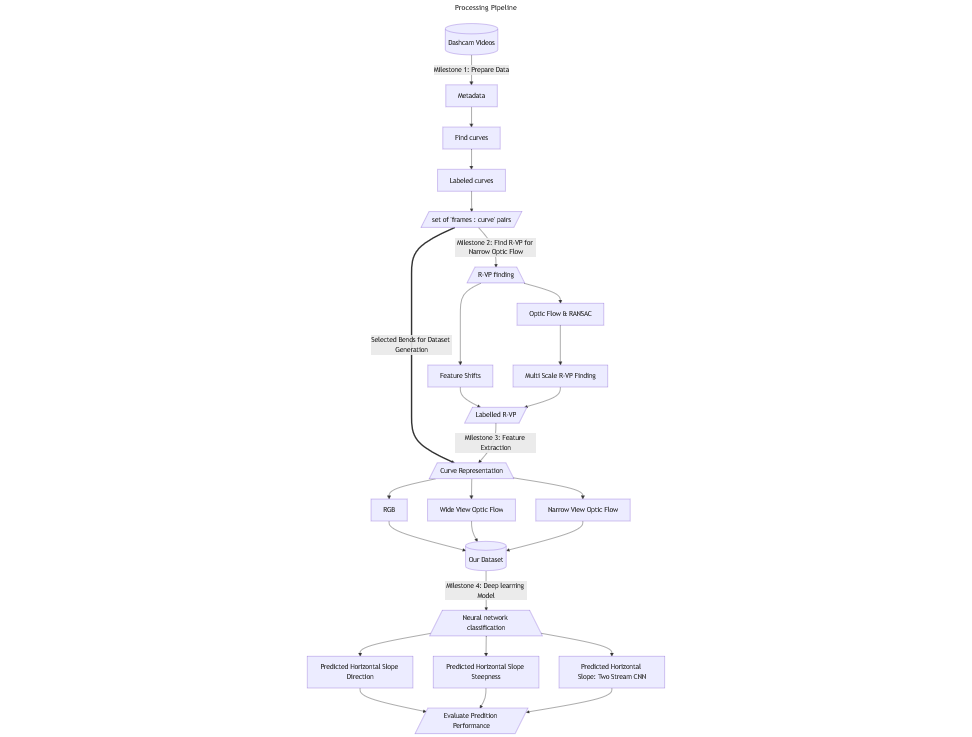 Processing Pipeline
Dashcam Videos
Milestone 1: Prepare Data
Metadata
Find curves
Labeled curves
set of 'frames : curve' pairs
Milestone 2: Find R-VP for
Narrow Optic Flow
R-VP finding
Optic Flow & RANSAC
Selected Bends for Dataset
Generation
Feature Shifts
Multi Scale R-VP Finding
Labelled R-VP
Milestone 3: Feature
Extraction
Curve Representation
RGB
Wide View Optic Flow
Narrow View Optic Flow
Our Dataset
Milestone 4: Deep learning
Model
Neural network
classification
Predicted Horizontal Slope
Direction
Predicted Horizontal Slope
Steepness
Predicted Horizontal
Slope: Two Stream CNN
Evaluate Predition
Performance